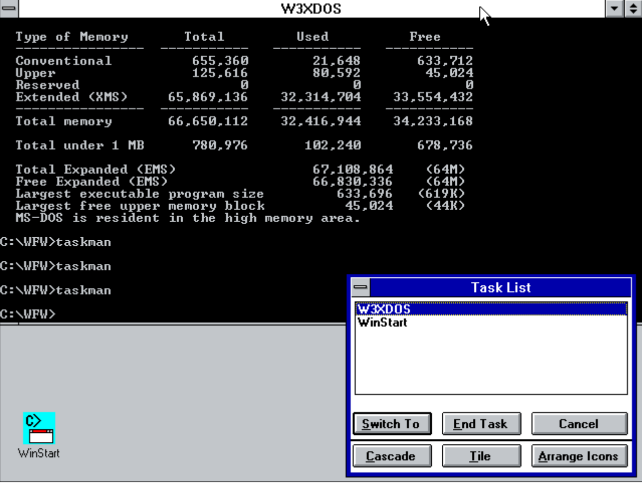 W3XDOS
Type of Memory Total Used Free
---------------- ----------- ----------- -----------
Conventional 655,360 21,648 633,712
Upper 125,616 80,592 45,024
Reserved 0 0 0
Extended (XMS) 65,869,136 32,314,704 33,554,432
---------------- ----------- ----------- -----------
Total memory 66,650,112 32,416,944 34,233,168
Total under 1 MB 780,976 102,240 678,736
Total Expanded (EMS) 67,108,864 (64M)
Free Expanded (EMS) 66,830,336 (64M)
Largest executable program size 633,696 (619K)
Largest free upper memory block 45,024 (44K)
MS-DOS is resident in the high memory area.
C:\WFW>taskman
C:\WFW>taskman
C:\WFW>taskman
C:\WFW>
Task List
W3XDOS
WinStart
Switch To End Task Cancel
Cascade Tile Arrange Icons
C>
WinStart